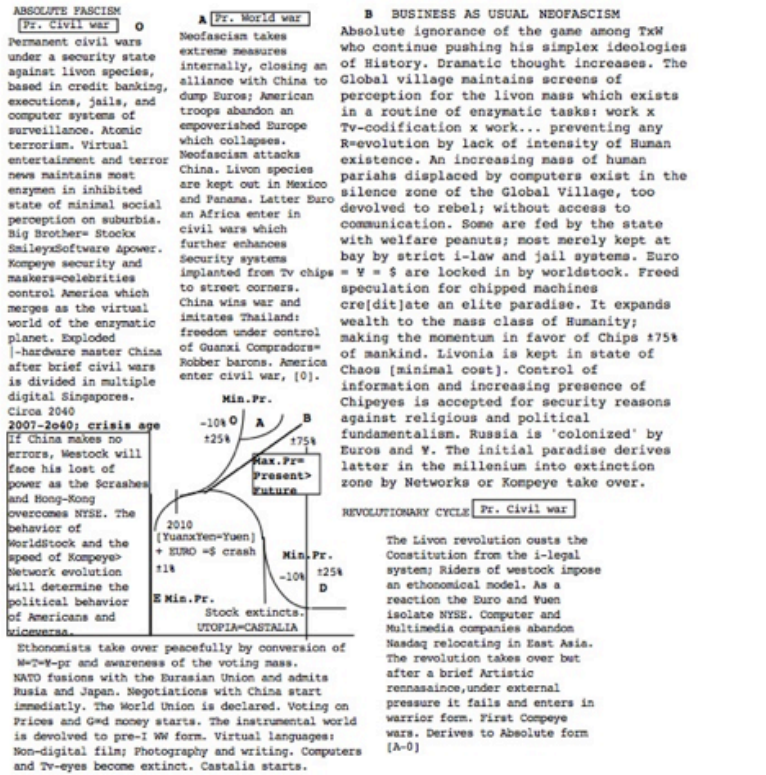 ABSOLUTE FASCISM
Pr. Civil war
O
Permanent civil wars
under a security state
against livon species,
based in credit banking,
executions, jails, and
computer systems of
surveillance. Atomic
terrorism. Virtual
entertainment and terror
news maintains most
enzymen in inhibited
state of minimal social
perception on suburbia.
Big Brother= Stockx
SmileyxSoftware Δpower.
Kompeye security and
maskers=celebrities
control America which
merges as the virtual
world of the enzymatic
planet. Exploded
|-hardware master China
after brief civil wars
is divided in multiple
digital Singapores.
Circa 2040
2007-2o40; crisis age
If China makes no
errors, Westock will
face his lost of
power as the $crashes
and Hong-Kong
overcomes NYSE. The
behavior of
WorldStock and the
speed of Kompeye>
Network evolution
will determine the
political behavior
of Americans and
viceversa.
A Pr. World war
Neofascism takes
extreme measures
internally, closing an
alliance with China to
dump Euros; American
troops abandon an
empoverished Europe
which collapses.
Neofascism attacks
China. Livon species
are kept out in Mexico
and Panama. Latter Euro
an Africa enter in
civil wars which
further enhances
Security systems
implanted from Tv chips
to street corners.
China wins war and
imitates Thailand:
freedom under control
of Guanxi Compradors=
Robber barons. America
enter civil war, [0].
Min.Pr.
-10% O A B
±25% ±75%
Max.Pr=
Present>
Future
2010
[YuanxYen=Yuen]
+ EURO =$ crash
±1%
Min.Pr.
-10% ±25%
D
E Min.Pr.
Stock extincts.
UTOPIA=CASTALIA
B BUSINESS AS USUAL NEOFASCISM
Absolute ignorance of the game among TxW
who continue pushing his simplex ideologies
of History. Dramatic thought increases. The
Global village maintains screens of
perception for the livon mass which exists
in a routine of enzymatic tasks: work x
Tv-codification x work... preventing any
R=evolution by lack of intensity of Human
existence. An increasing mass of human
pariahs displaced by computers exist in the
silence zone of the Global Village, too
devolved to rebel; without access to
communication. Some are fed by the state
with welfare peanuts; most merely kept at
bay by strict i-law and jail systems. Euro
= ¥ = $ are locked in by worldstock. Freed
speculation for chipped machines
cre[dit]ate an elite paradise. It expands
wealth to the mass class of Humanity;
making the momentum in favor of Chips ±75%
of mankind. Livonia is kept in state of
Chaos [minimal cost]. Control of
information and increasing presence of
Chipeyes is accepted for security reasons
against religious and political
fundamentalism. Russia is 'colonized' by
Euros and ¥. The initial paradise derives
latter in the millenium into extinction
zone by Networks or Kompeye take over.
REVOLUTIONARY CYCLE Pr. Civil war
The Livon revolution ousts the
Constitution from the i-legal
system; Riders of westock impose
an ethonomical model. As a
reaction the Euro and Yuen
isolate NYSE. Computer and
Multimedia companies abandon
Nasdaq relocating in East Asia.
The revolution takes over but
after a brief Artistic
rennasaince,under external
pressure it fails and enters in
warrior form. First Compeye
wars. Derives to Absolute form
[A-0]
Ethonomists take over peacefully by conversion of
W=T=¥-pr and awareness of the voting mass.
NATO fusions with the Eurasian Union and admits
Rusia and Japan. Negotiations with China start
immediatly. The World Union is declared. Voting on
Prices and G=d money starts. The instrumental world
is devolved to pre-I WW form. Virtual languages:
Non-digital film; Photography and writing. Computers
and Tv-eyes become extinct. Castalia starts.